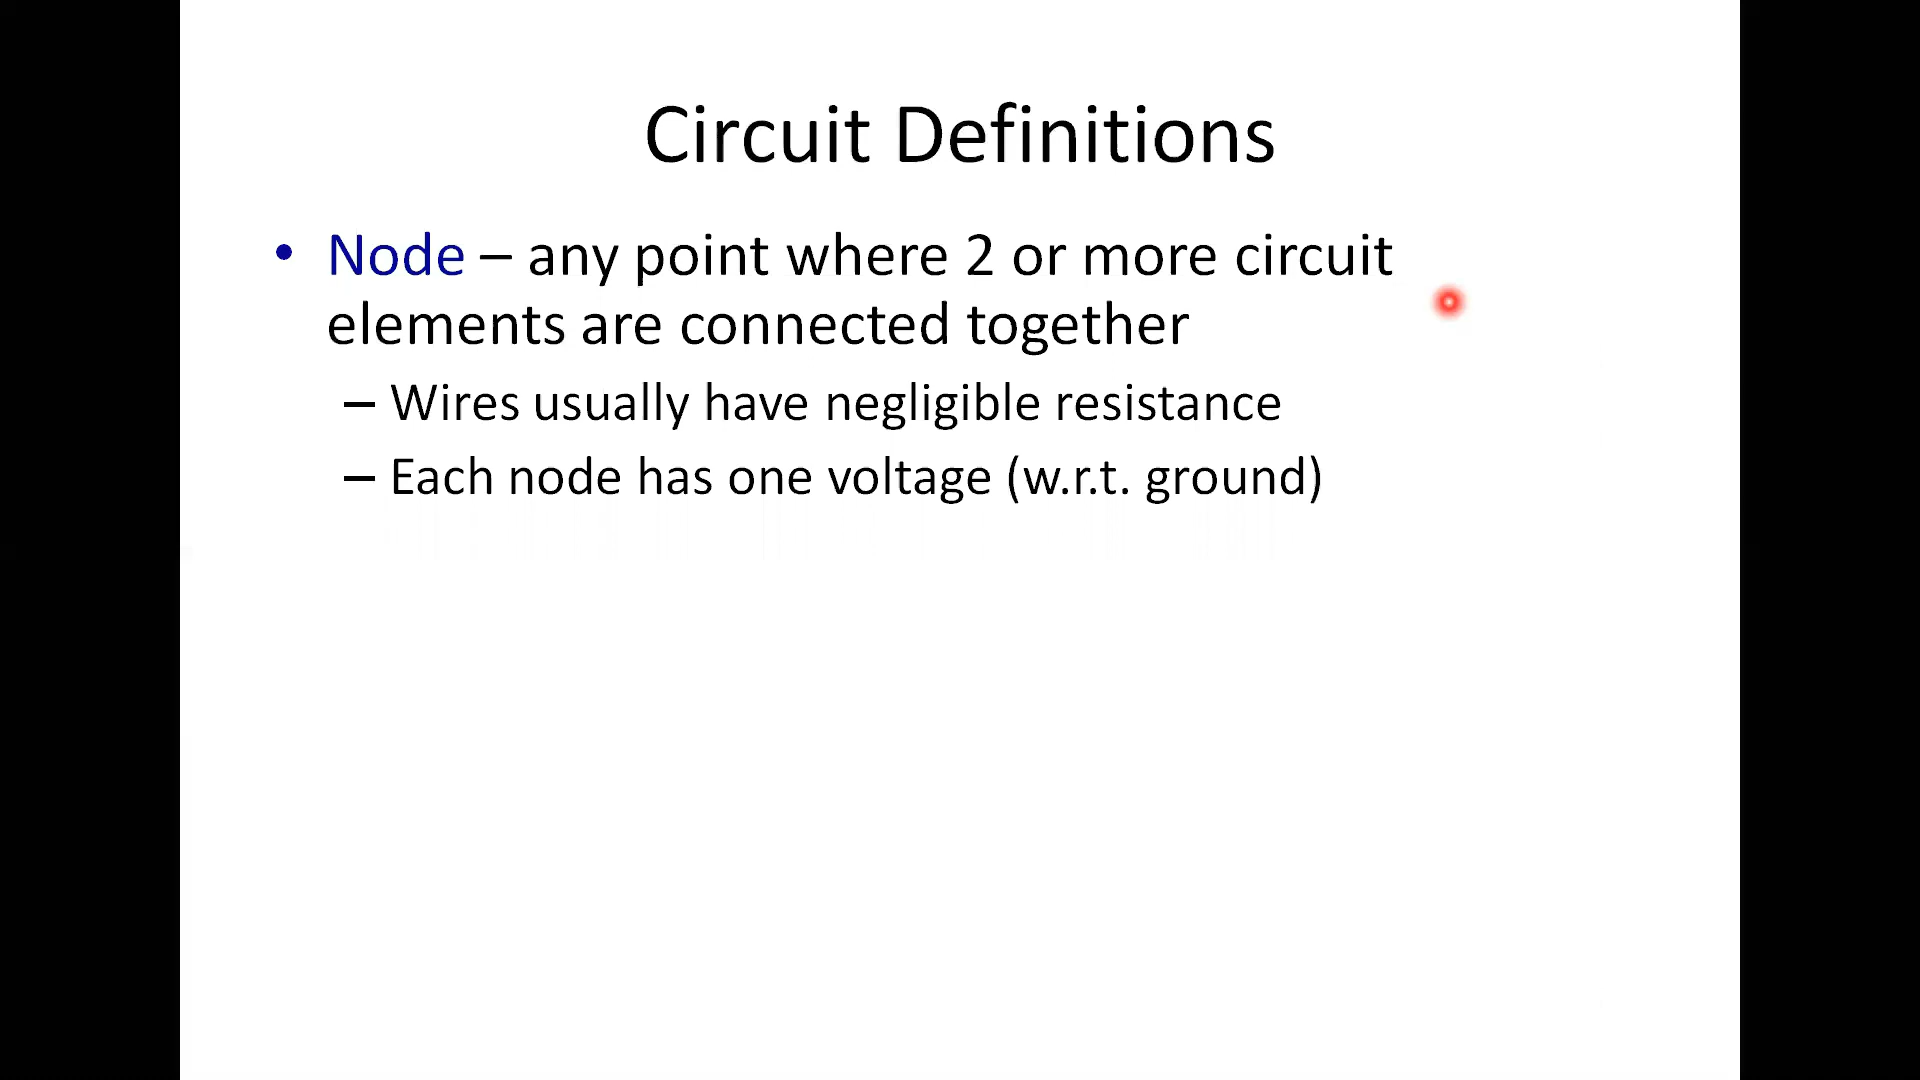 Circuit Definitions
• Node – any point where 2 or more circuit
elements are connected together
– Wires usually have negligible resistance
– Each node has one voltage (w.r.t. ground)